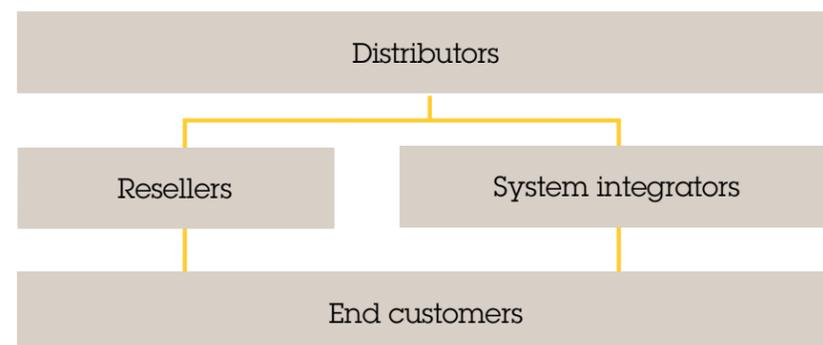 Distributors
Resellers
System integrators
End customers